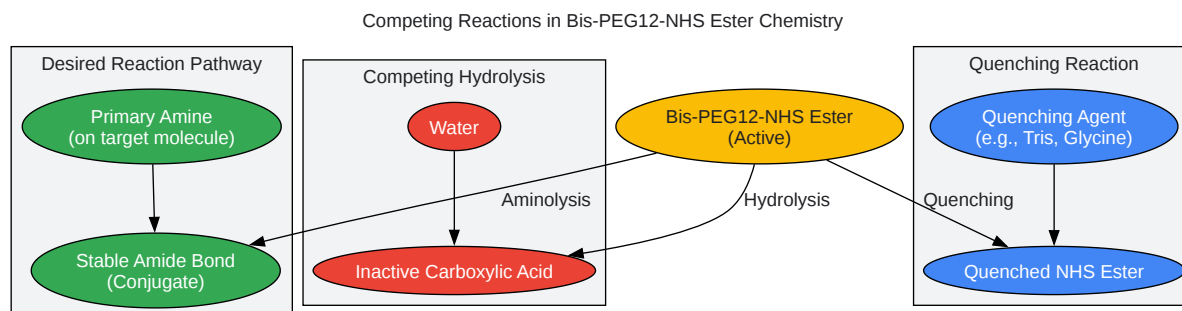 Competing Reactions in Bis-PEG12-NHS Ester Chemistry
Desired Reaction Pathway
Primary Amine
(on target molecule)
Stable Amide Bond
(Conjugate)
Competing Hydrolysis
Water
Inactive Carboxylic Acid
Bis-PEG12-NHS Ester
(Active)
Aminolysis
Hydrolysis
Quenching
Quenching Reaction
Quenching Agent
(e.g., Tris, Glycine)
Quenched NHS Ester